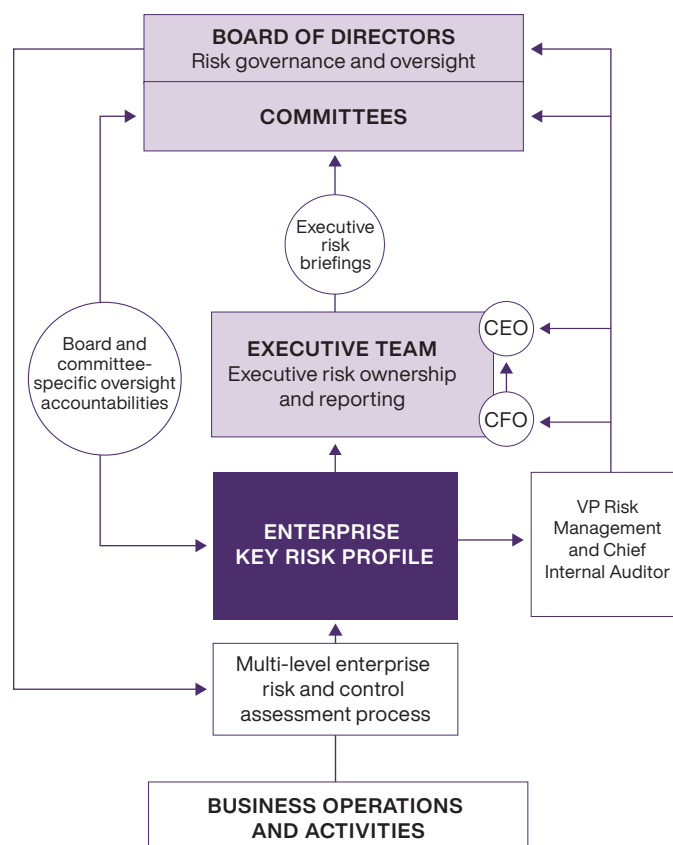 BOARD OF DIRECTORS
Risk governance and oversight
COMMITTEES
Executive
risk
briefings
Board and
committee-
specific oversight
accountabilities
EXECUTIVE TEAM
Executive risk ownership
and reporting
CEO
CFO
ENTERPRISE
KEY RISK PROFILE
VP Risk
Management
and Chief
Internal Auditor
Multi-level enterprise
risk and control
assessment process
BUSINESS OPERATIONS
AND ACTIVITIES